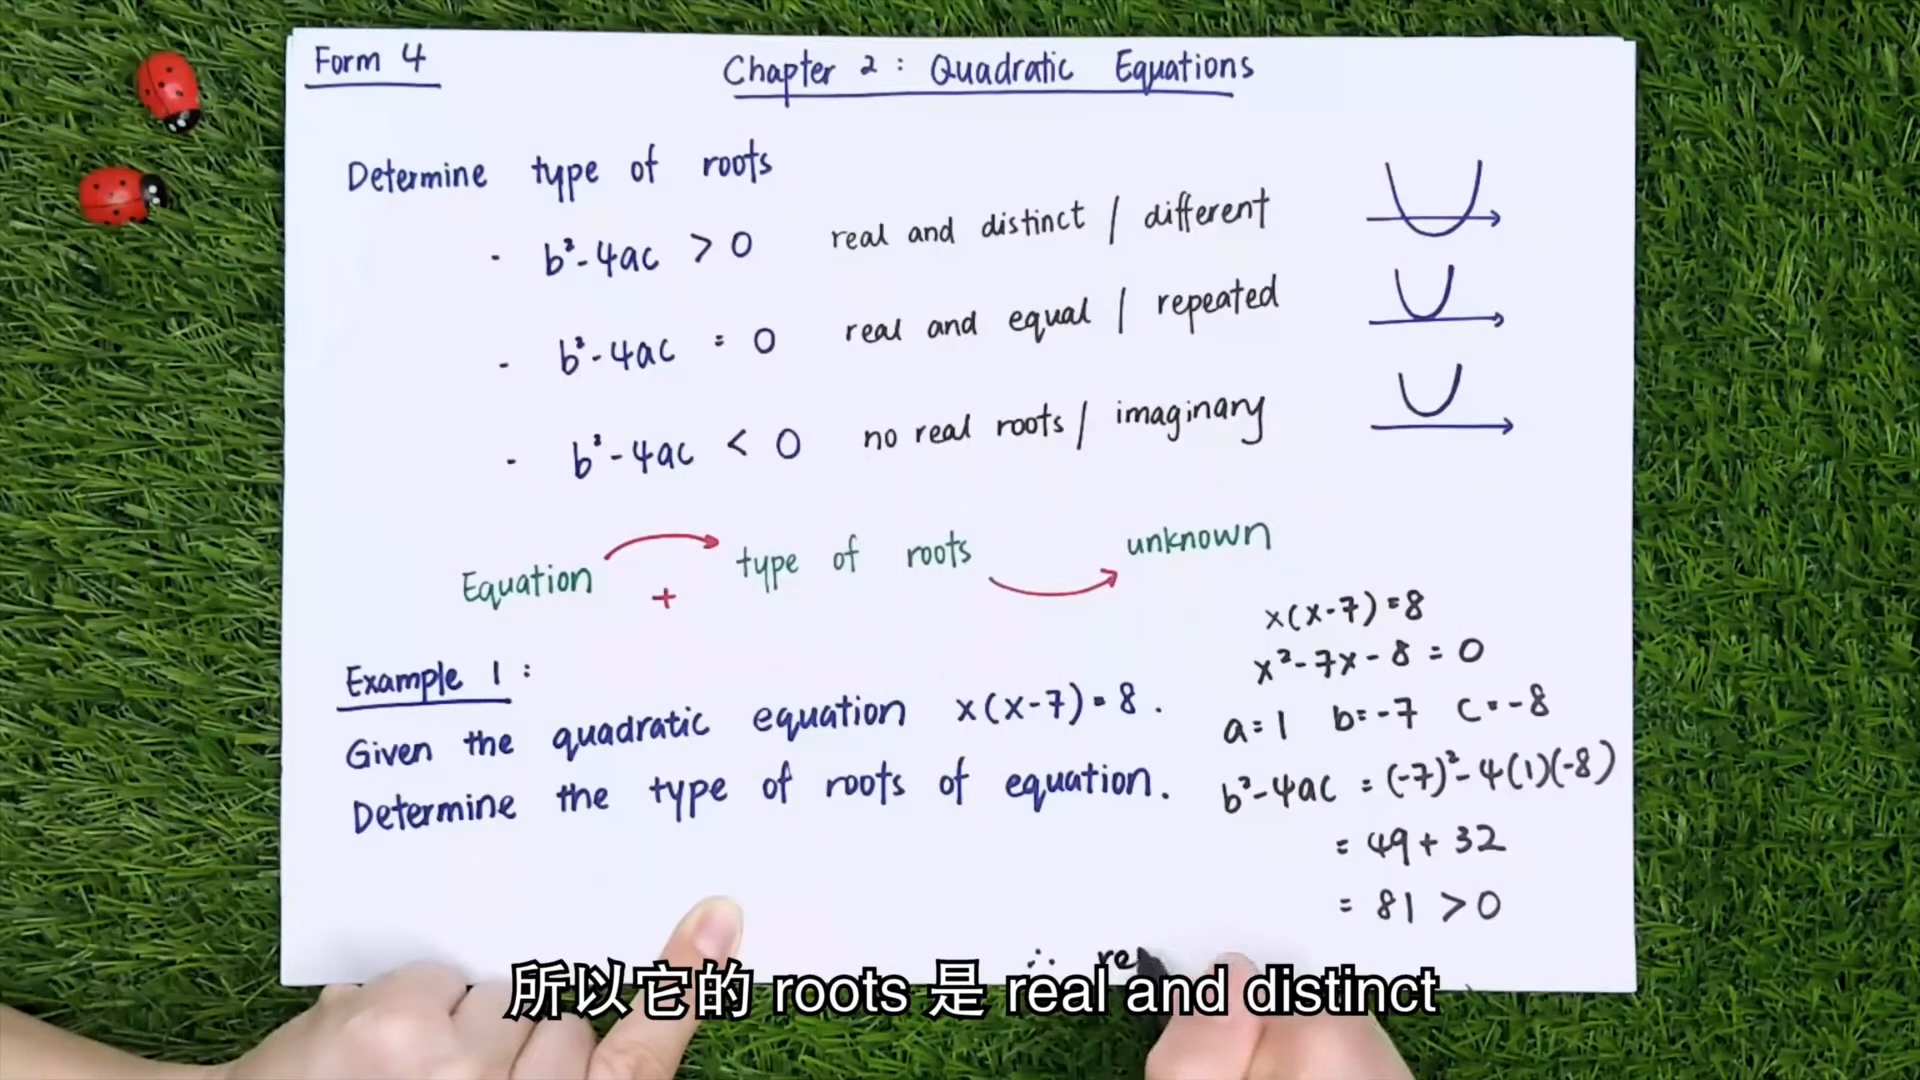 Form 4
Chapter 2 : Quadratic Equations
Determine type of roots
· b²-4ac > 0 real and distinct / different
- b²-4ac = 0 real and equal / repeated
- b²-4ac < 0 no real roots / imaginary
Equation + type of roots unknown
Example 1 :
Given the quadratic equation x(x-7)=8 .
Determine the type of roots of equation.
x(x-7)=8
x²-7x-8 = 0
a=1 b=-7 c=-8
b²-4ac = (-7)²-4(1)(-8)
= 49+32
= 81 >0
∴ re
所以它的 roots 是 real and distinct